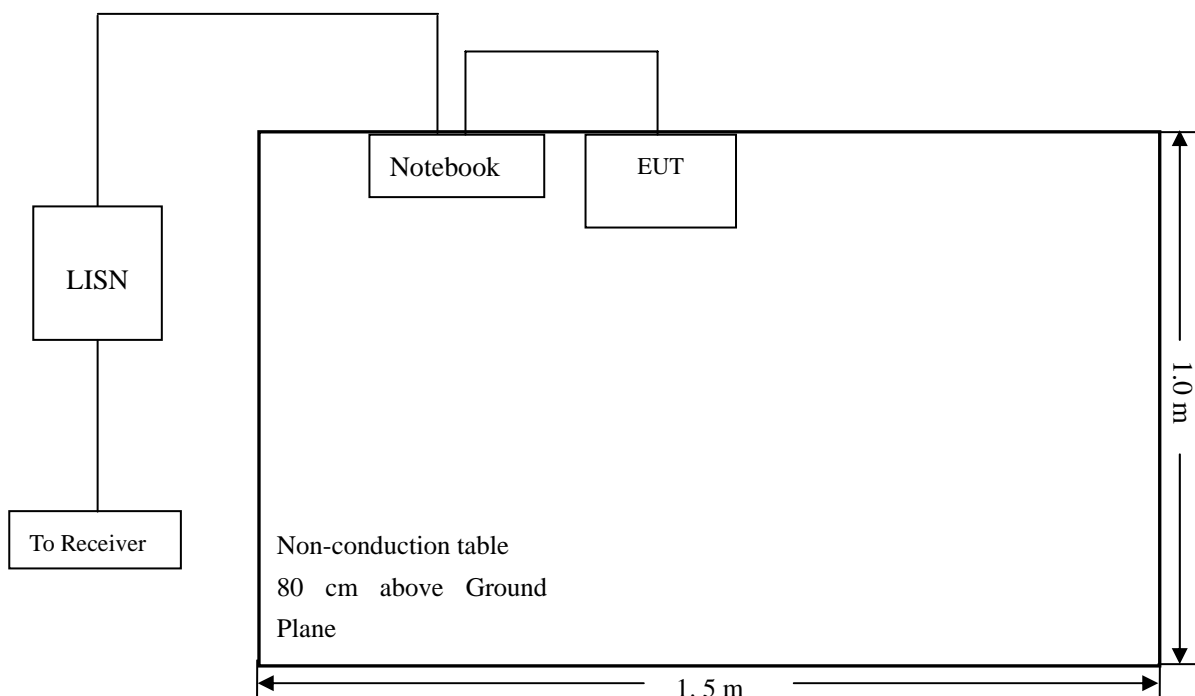 Notebook
EUT
LISN
To Receiver
Non-conduction table
80 cm above Ground
Plane
1.0 m
1. 5 m